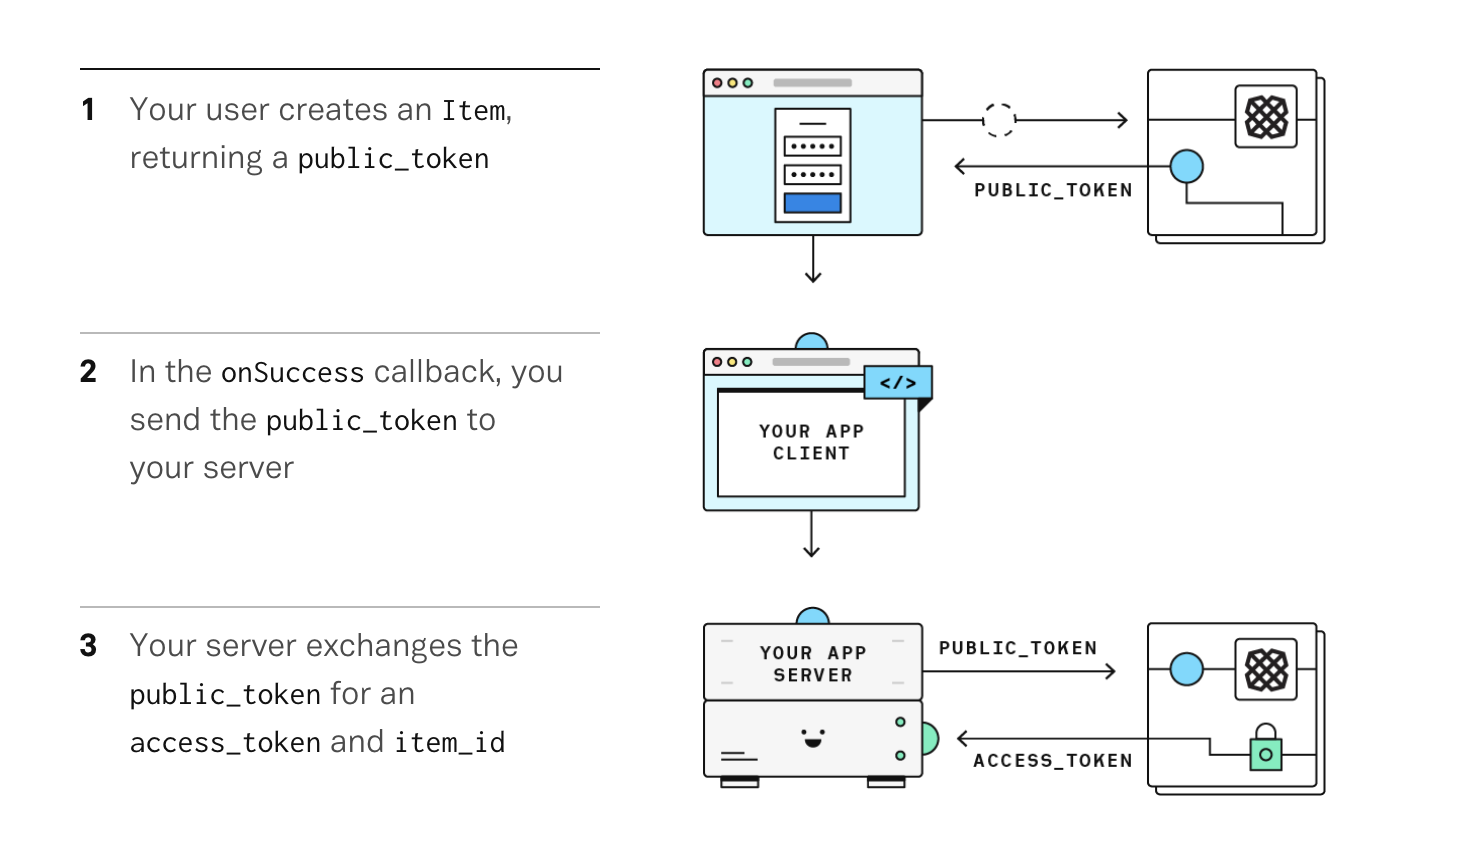 1 Your user creates an Item,
returning a public_token
PUBLIC_TOKEN
2 In the onSuccess callback, you
send the public_token to
your server
</>
YOUR APP
CLIENT
3 Your server exchanges the
public_token for an
access_token and item_id
YOUR APP
SERVER
PUBLIC_TOKEN
ACCESS_TOKEN